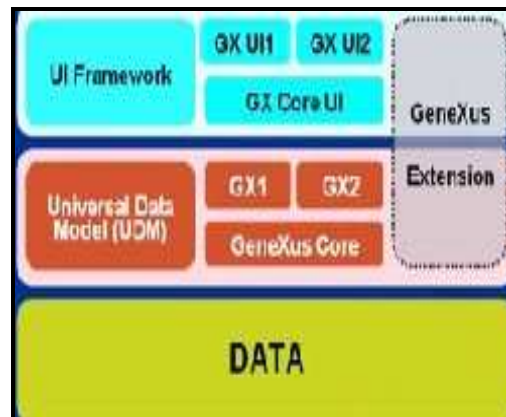 UI Framework
GX UI1
GX UI2
GX Core UI
GeneXus
Extension
Universal Data
Model (UDM)
GX1
GX2
GeneXus Core
DATA